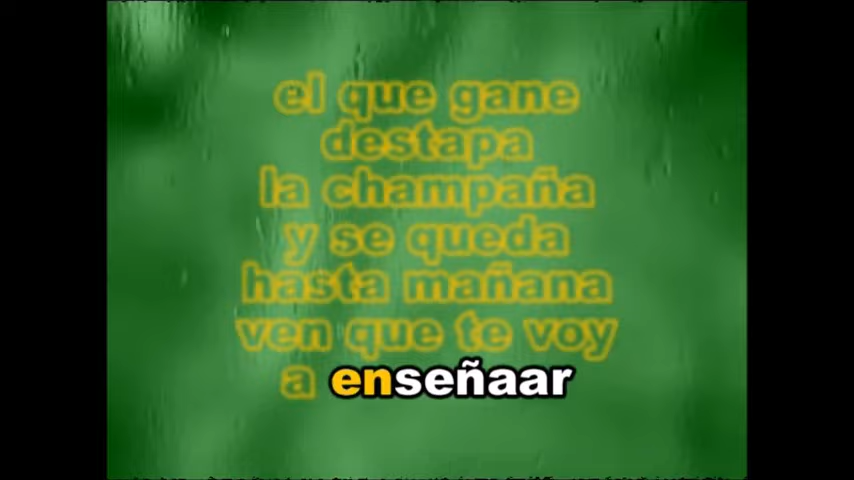 el que gane
destapa
la champaña
y se queda
hasta mañana
ven que te voy
a enseñaar